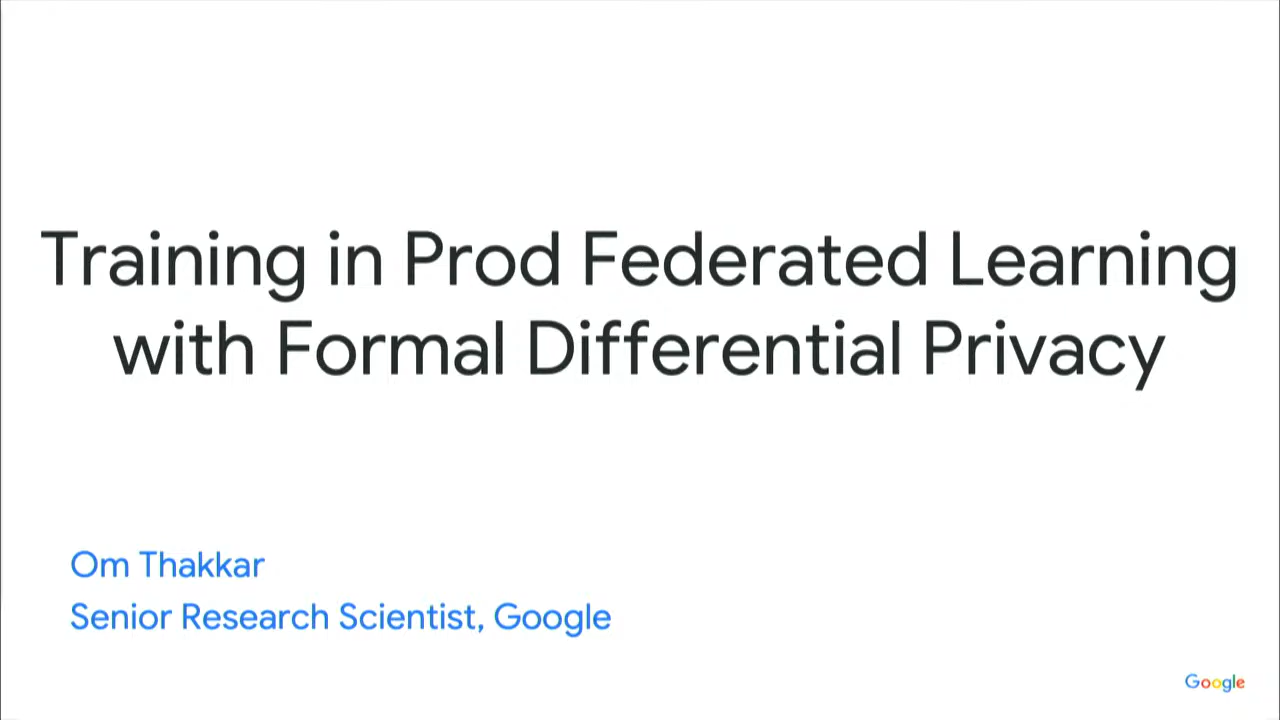 Training in Prod Federated Learning
with Formal Differential Privacy
Om Thakkar
Senior Research Scientist, Google
Google